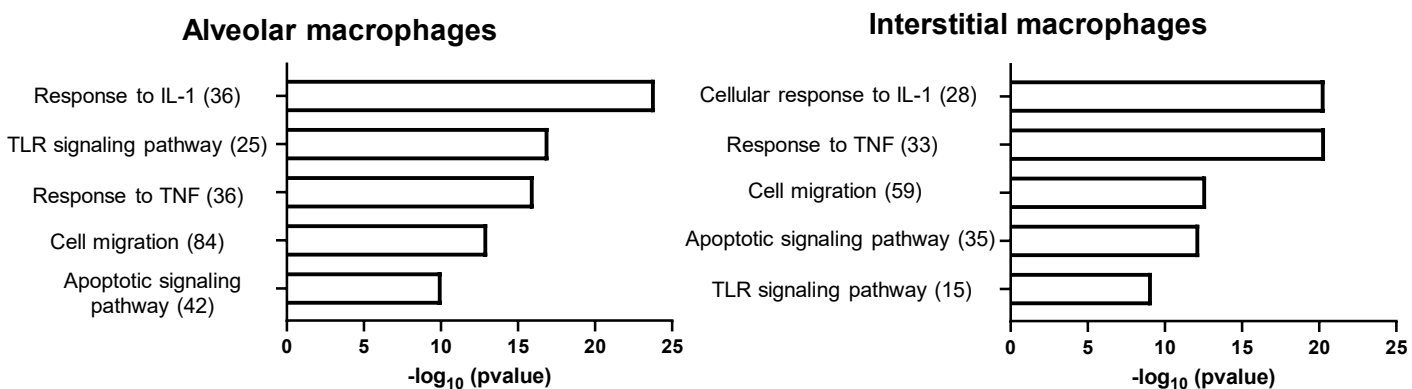 Alveolar macrophages
Response to IL-1 (36)
TLR signaling pathway (25)
Response to TNF (36)
Cell migration (84)
Apoptotic signaling
pathway (42)
0 5 10 15 20 25
-log10 (pvalue)
Interstitial macrophages
Cellular response to IL-1 (28)
Response to TNF (33)
Cell migration (59)
Apoptotic signaling pathway (35)
TLR signaling pathway (15)
0 5 10 15 20 25
-log10 (pvalue)